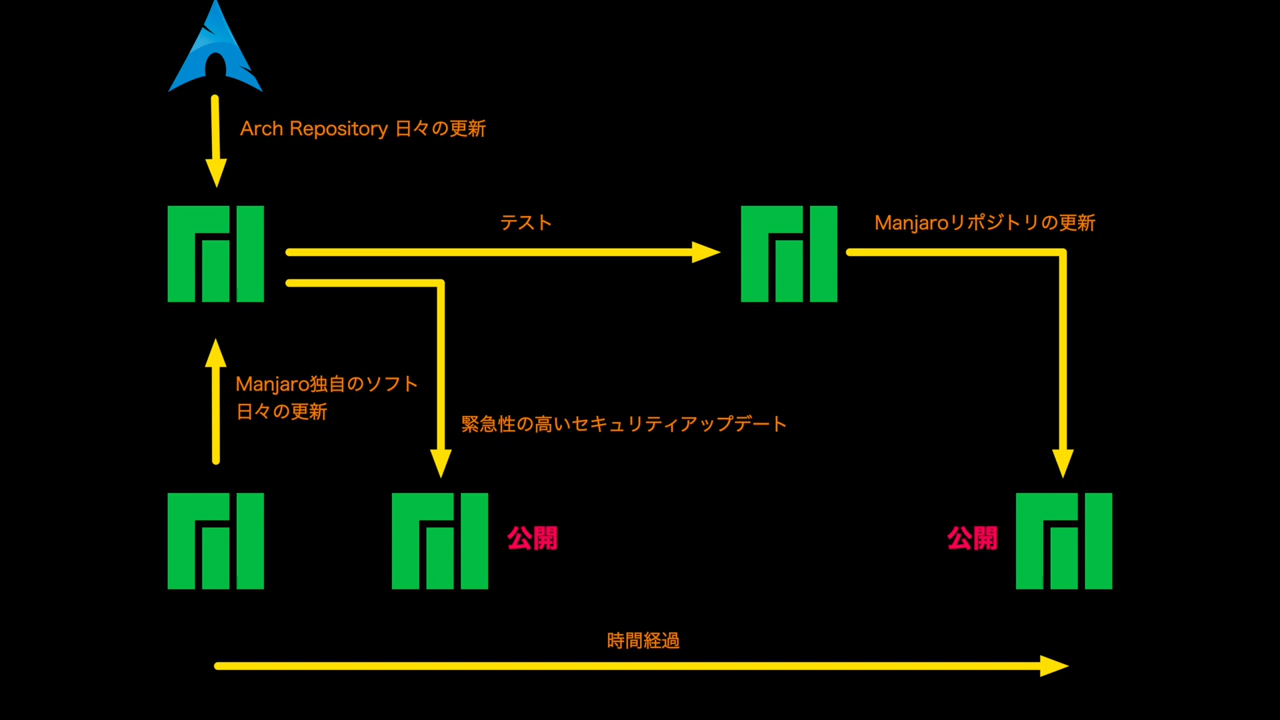 Arch Repository 日々の更新
テスト
Manjaroリポジトリの更新
Manjaro独自のソフト
日々の更新
緊急性の高いセキュリティアップデート
公開
公開
時間経過